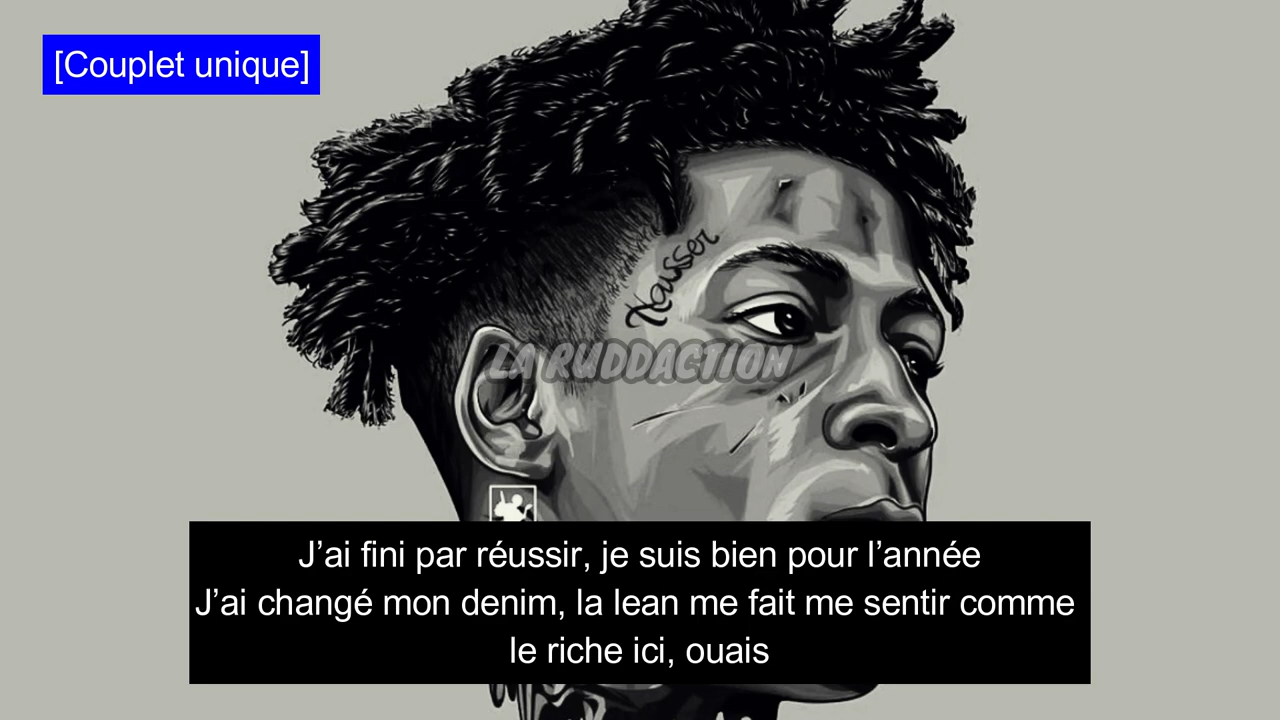 [Couplet unique]
LA RUDDACTION
J’ai fini par réussir, je suis bien pour l’année
J’ai changé mon denim, la lean me fait me sentir comme
le riche ici, ouais